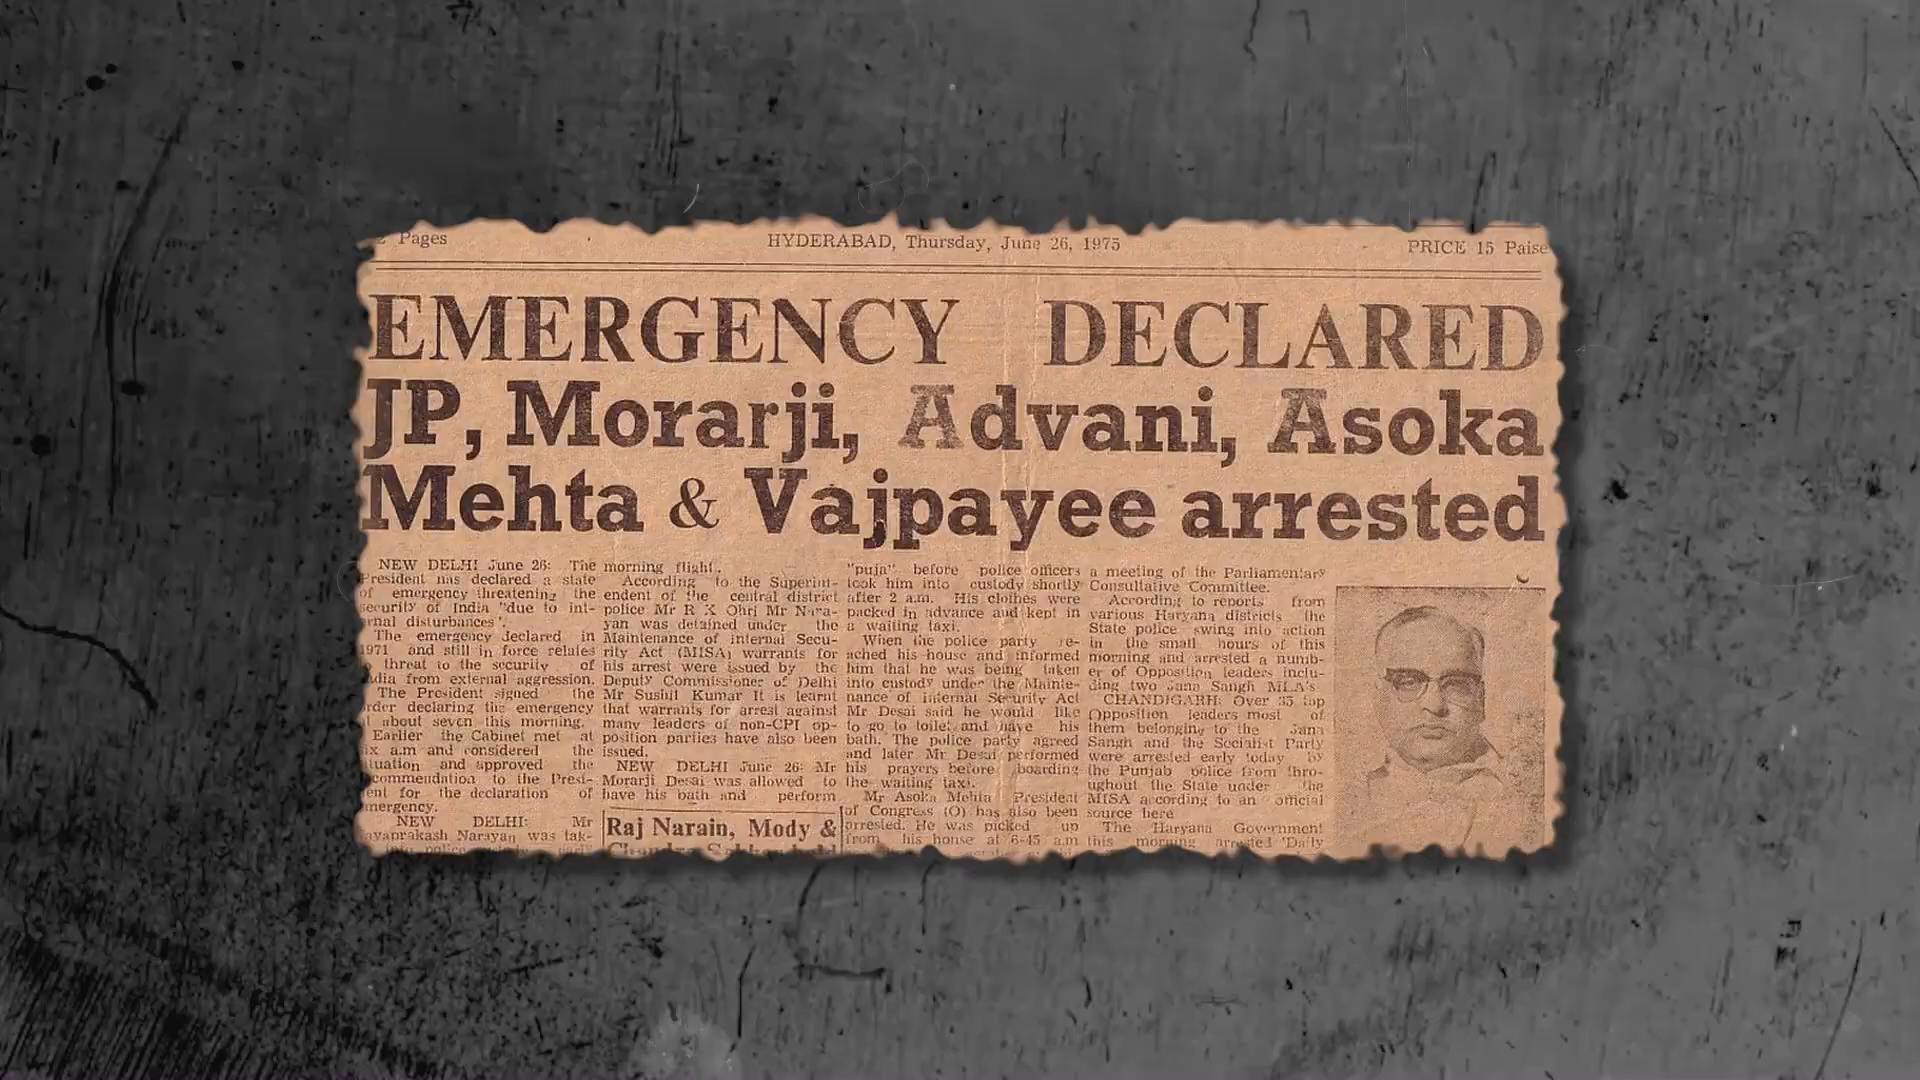 Pages
HYDERABAD, Thursday, June 26, 1975
PRICE 15 Paise
EMERGENCY DECLARED
JP, Morarji, Advani, Asoka
Mehta & Vajpayee arrested
NEW DELHI June 26: The
President has declared a state
of emergency threatening the
security of India "due to int-
rnal disturbances".
The emergency declared in
1971 and still in force relates
threat to the security of
dia from external aggression.
The President signed the
rder declaring the emergency
about seven this morning.
Earlier the Cabinet met at
ix a.m and considered the
ituation and approved the
commendation to the Presi-
ent for the declaration of
mergency.
NEW DELHI: Mr
ayaprakash Narayan was tak-
into police
morning flight.
According to the Superint-
endent of the central district
police Mr R K Ohri Mr Nara-
yan was detained under the
Maintenance of internal Secu-
rity Act (MISA) warrants for
his arrest were issued by the
Deputy Commissioner of Delhi
Mr Sushil Kumar It is learnt
that warrants for arrest against
many leaders of non-CPI op-
position parties have also been
issued.
NEW DELHI June 26: Mr
Morarji Desai was allowed to
have his bath and perform
Raj Narain, Mody &
"puja" before police officers
took him into custody shortly
after 2 a.m. His clothes were
packed in advance and kept in
a waiting taxi.
When the police party re-
ached his house and informed
him that he was being taken
into custody under the Mainte-
nance of internal Security Act
Mr Desai said he would like
to go to toilet and have his
bath. The police party agreed
and later Mr Desai performed
his prayers before boarding
the waiting taxi.
Mr Asoka Mehta President
of Congress (O) has also been
arrested. He was picked up
from his house at 6-45 a.m
a meeting of the Parliamentary
Consultative Committee.
According to reports from
various Haryana districts the
State police swing into action
in the small hours of this
morning and arrested a numb-
er of Opposition leaders inclu-
ding two Jana Sangh MLA's
CHANDIGARH: Over 35 top
Opposition leaders most of
them belonging to the Jana
Sangh and the Socialist Party
were arrested early today by
the Punjab police from thro-
ughout the State under the
MISA according to an official
source here
The Haryana Government
this morning arrested 'Daily